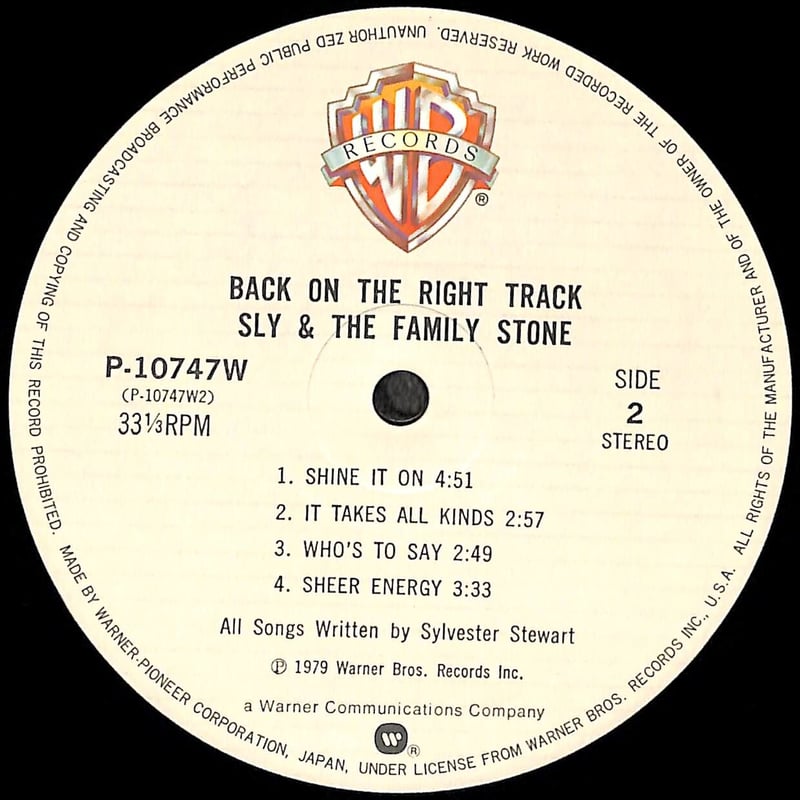 WB
RECORDS
®
BACK ON THE RIGHT TRACK
SLY & THE FAMILY STONE
P-10747W
(P-10747W2)
33⅓RPM
SIDE
2
STEREO
1. SHINE IT ON 4:51
2. IT TAKES ALL KINDS 2:57
3. WHO'S TO SAY 2:49
4. SHEER ENERGY 3:33
All Songs Written by Sylvester Stewart
℗ 1979 Warner Bros. Records Inc.
a Warner Communications Company
W®
MADE BY WARNER-PIONEER CORPORATION, JAPAN, UNDER LICENSE FROM WARNER BROS. RECORDS INC., U.S.A. ALL RIGHTS OF THE MANUFACTURER AND OF THE OWNER OF THE RECORDED WORK RESERVED. UNAUTHOR ZED PUBLIC PERFORMANCE BROADCASTING AND COPYING OF THIS RECORD PROHIBITED.